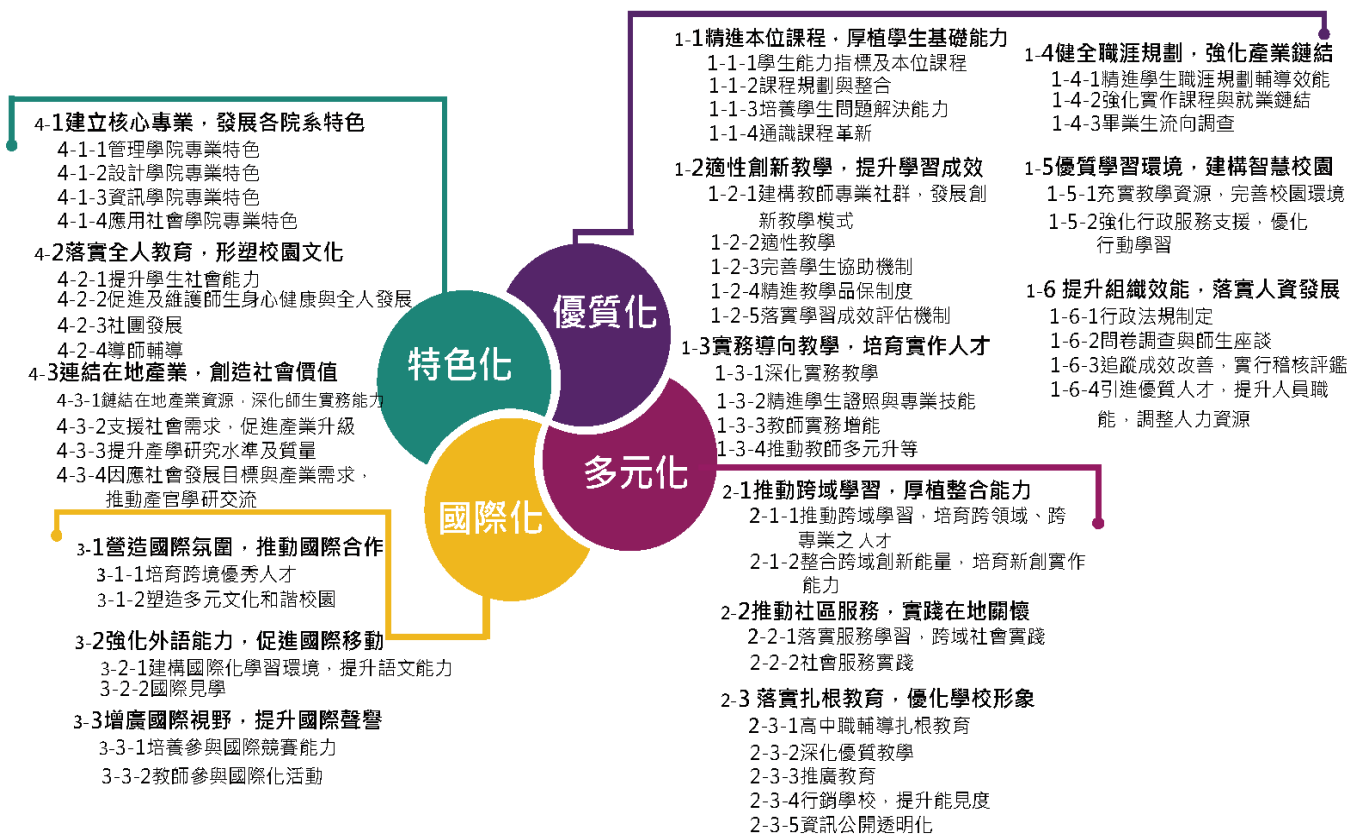 優質化
1-1精進本位課程，厚植學生基礎能力
1-1-1學生能力指標及本位課程
1-1-2課程規劃與整合
1-1-3培養學生問題解決能力
1-1-4通識課程革新
1-2適性創新教學，提升學習成效
1-2-1建構教師專業社群，發展創
新教學模式
1-2-2適性教學
1-2-3完善學生協助機制
1-2-4精進教學品保制度
1-2-5落實學習成效評估機制
1-3實務導向教學，培育實作人才
1-3-1深化實務教學
1-3-2精進學生證照與專業技能
1-3-3教師實務增能
1-3-4推動教師多元升等
1-4健全職涯規劃，強化產業鏈結
1-4-1精進學生職涯規劃輔導效能
1-4-2強化實作課程與就業鏈結
1-4-3畢業生流向調查
1-5優質學習環境，建構智慧校園
1-5-1充實教學資源，完善校園環境
1-5-2強化行政服務支援，優化
行動學習
1-6 提升組織效能，落實人資發展
1-6-1行政法規制定
1-6-2問卷調查與師生座談
1-6-3追蹤成效改善，實行稽核評鑑
1-6-4引進優質人才，提升人員職
能，調整人力資源
多元化
2-1推動跨域學習，厚植整合能力
2-1-1推動跨域學習，培育跨領域、跨
專業之人才
2-1-2整合跨域創新能量，培育新創實作
能力
2-2推動社區服務，實踐在地關懷
2-2-1落實服務學習，跨域社會實踐
2-2-2社會服務實踐
2-3 落實扎根教育，優化學校形象
2-3-1高中職輔導扎根教育
2-3-2深化優質教學
2-3-3推廣教育
2-3-4行銷學校，提升能見度
2-3-5資訊公開透明化
國際化
3-1營造國際氛圍，推動國際合作
3-1-1培育跨境優秀人才
3-1-2塑造多元文化和諧校園
3-2強化外語能力，促進國際移動
3-2-1建構國際化學習環境，提升語文能力
3-2-2國際見學
3-3增廣國際視野，提升國際聲譽
3-3-1培養參與國際競賽能力
3-3-2教師參與國際化活動
特色化
4-1建立核心專業，發展各院系特色
4-1-1管理學院專業特色
4-1-2設計學院專業特色
4-1-3資訊學院專業特色
4-1-4應用社會學院專業特色
4-2落實全人教育，形塑校園文化
4-2-1提升學生社會能力
4-2-2促進及維護師生身心健康與全人發展
4-2-3社團發展
4-2-4導師輔導
4-3連結在地產業，創造社會價值
4-3-1鏈結在地產業資源，深化師生實務能力
4-3-2支援社會需求，促進產業升級
4-3-3提升產學研究水準及質量
4-3-4因應社會發展目標與產業需求，
推動產官學研交流